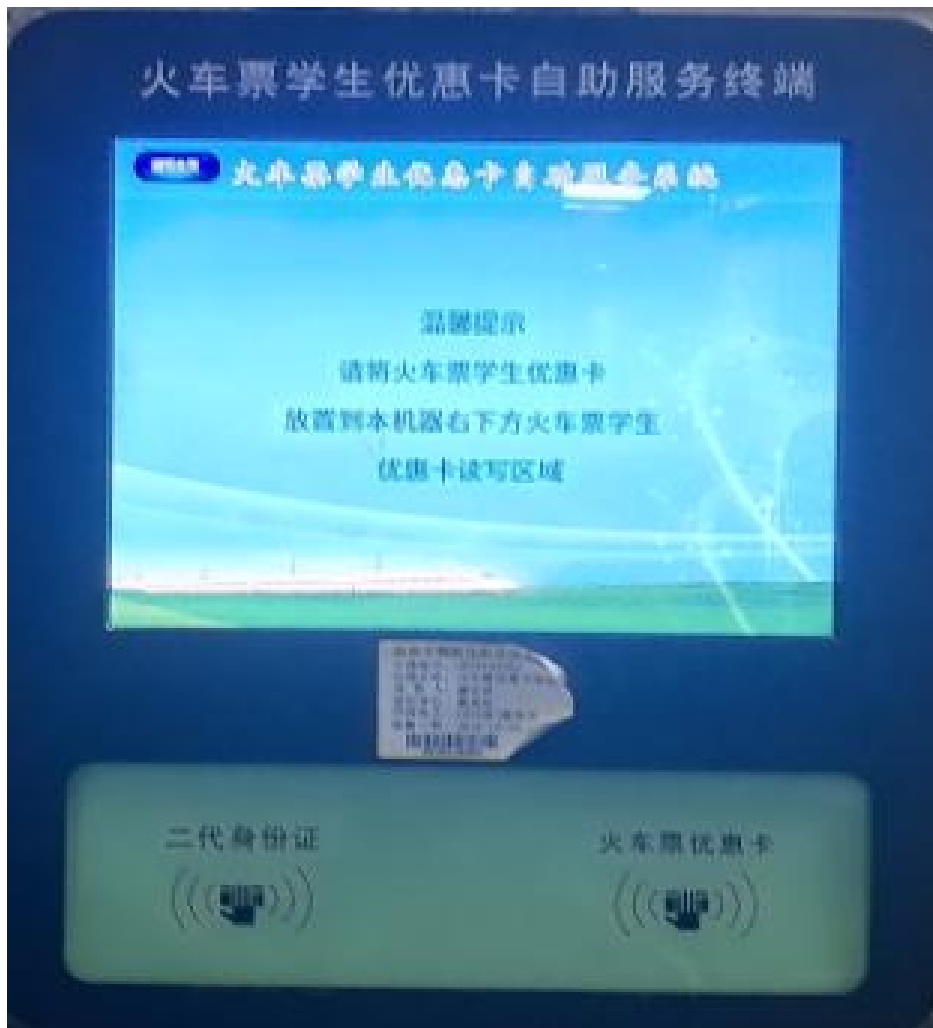 火车票学生优惠卡自助服务终端
火车票学生优惠卡自助服务系统
温馨提示
请将火车票学生优惠卡
放置到本机器右下方火车票学生
优惠卡读写区域
二代身份证
火车票优惠卡